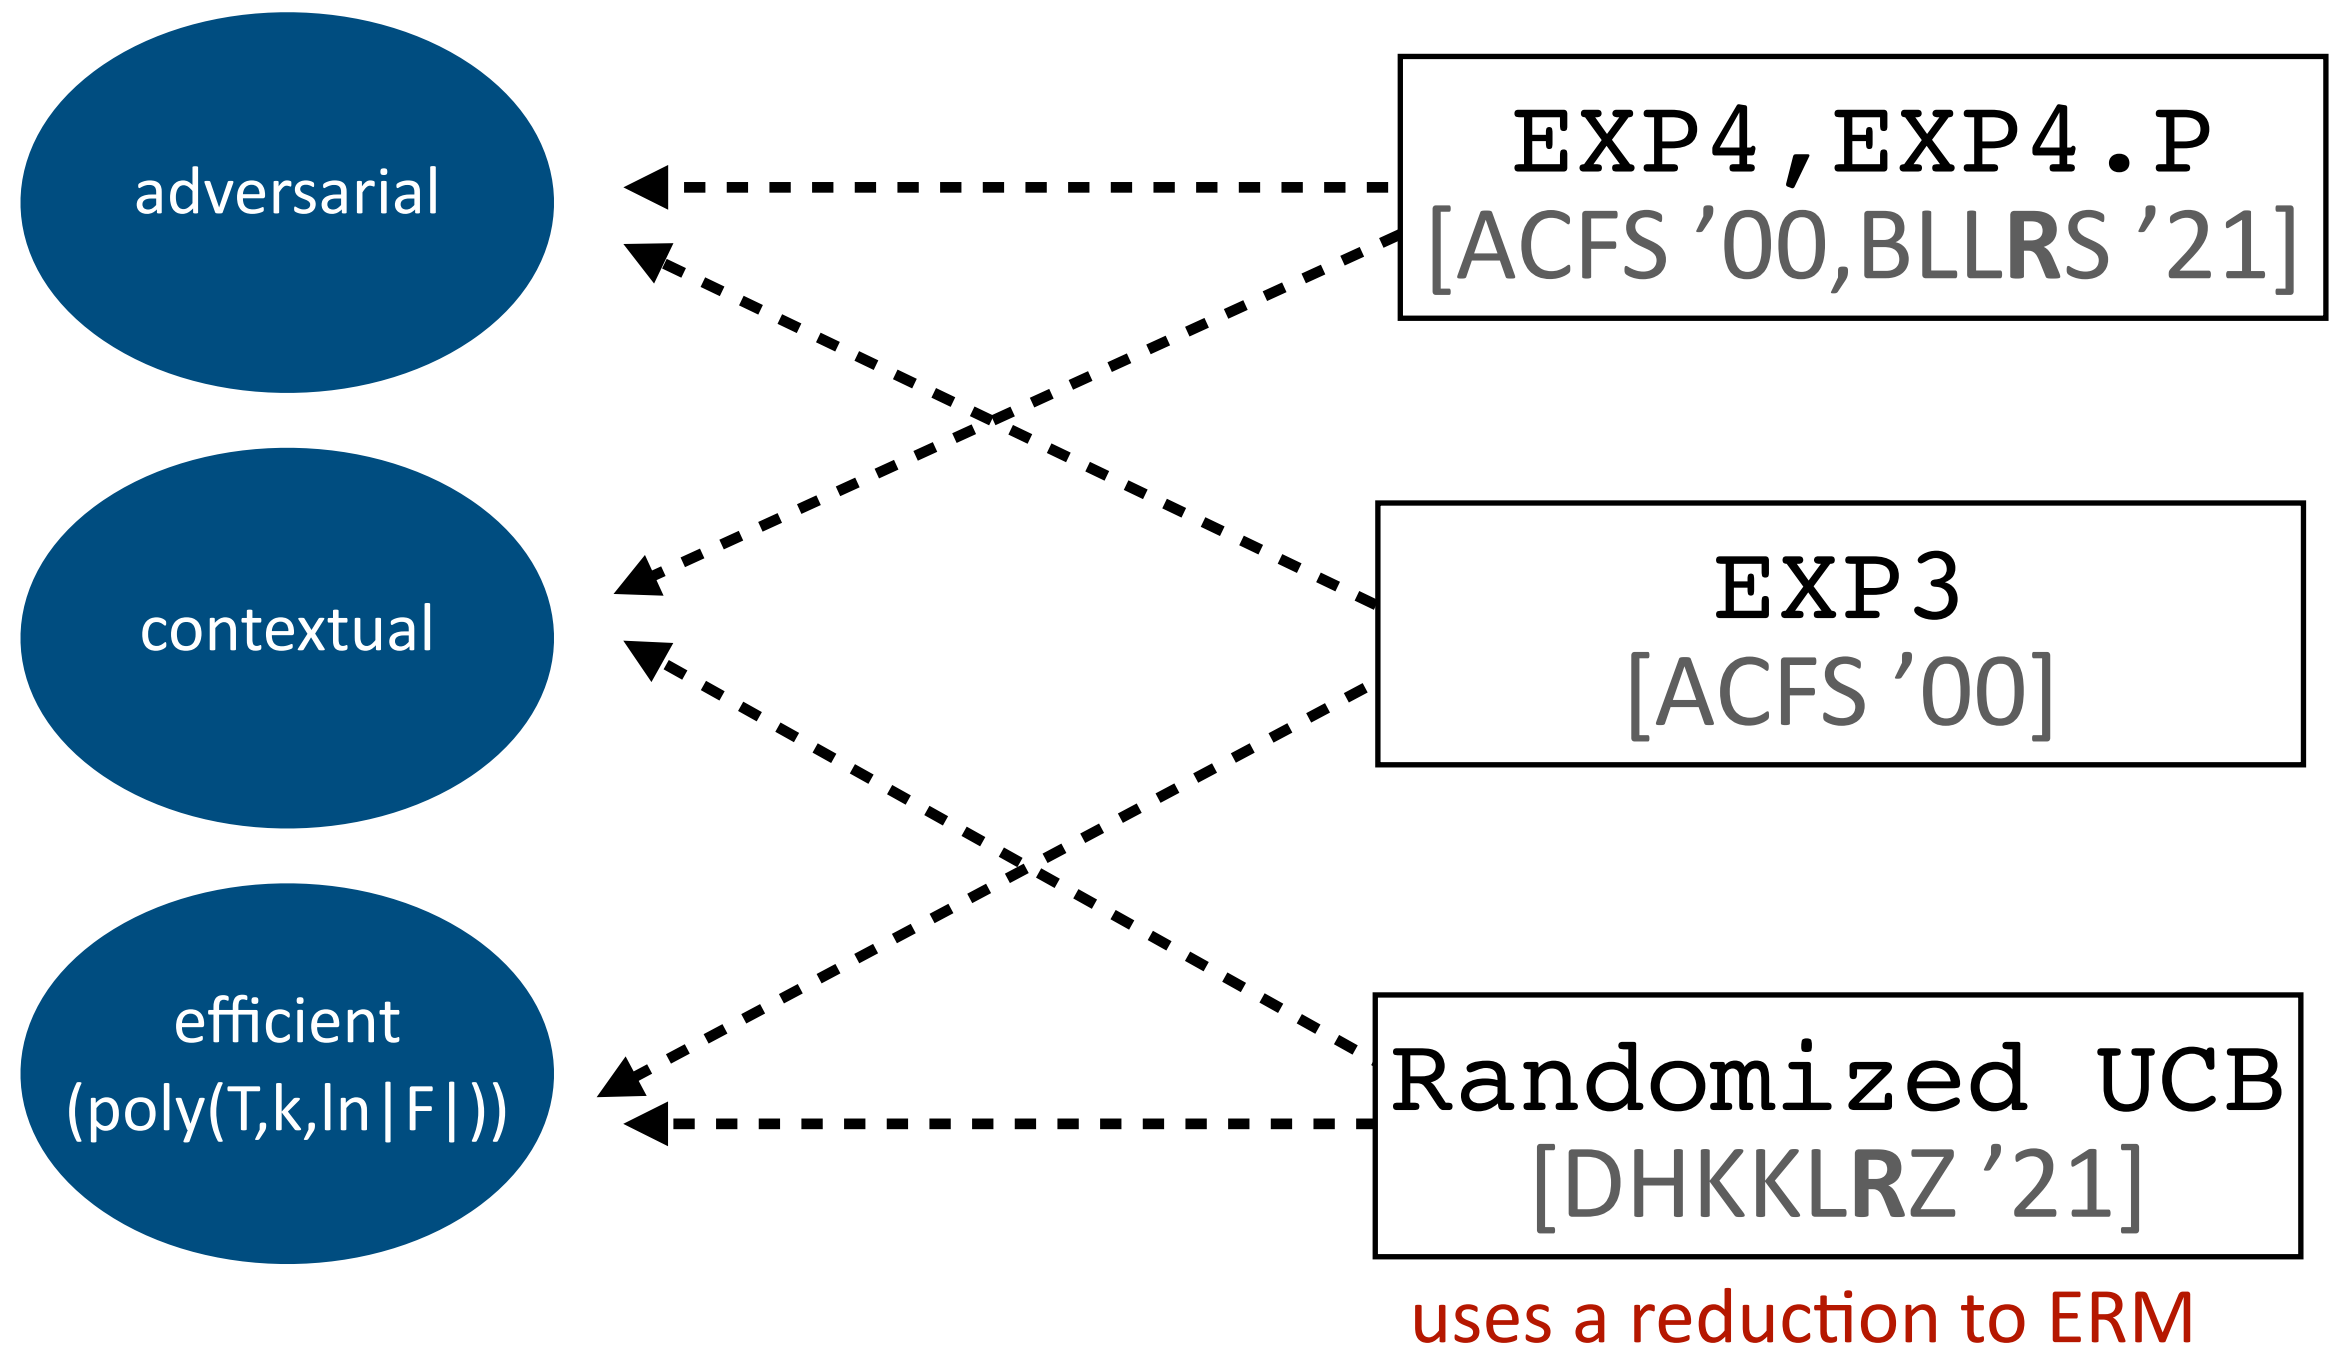 adversarial
contextual
efficient
(poly(T,k,ln|F|))
EXP4,EXP4.P
[ACFS ’00,BLLRS ’21]
EXP3
[ACFS ’00]
Randomized UCB
[DHKKLRZ ’21]
uses a reduction to ERM